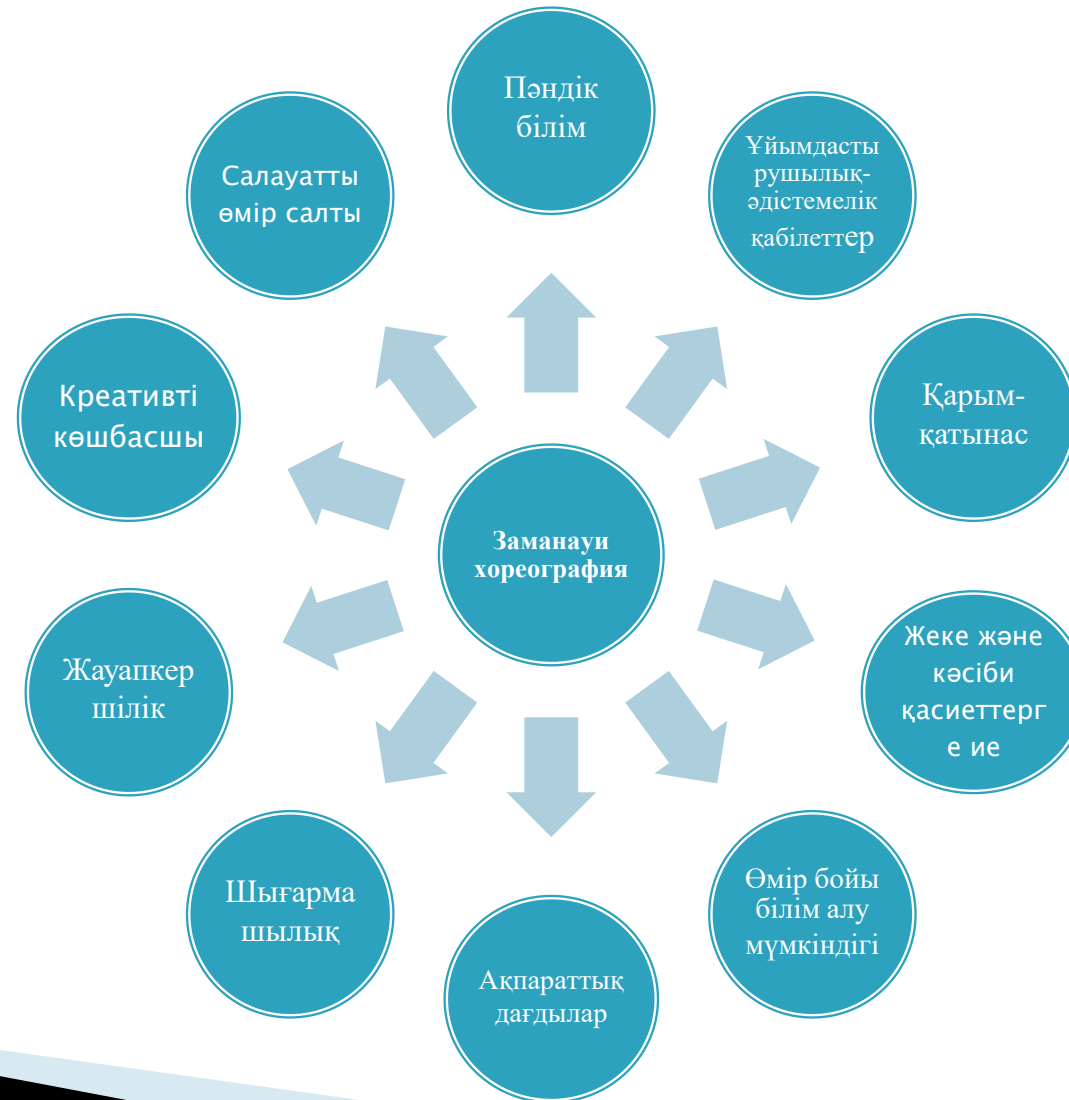 Пәндік
білім
Ұйымдасты
рушылық-
әдістемелік
қабілеттер
Қарым-
қатынас
Жеке және
кәсіби
қасиеттерг
е ие
Өмір бойы
білім алу
мүмкіндігі
Ақпараттық
дағдылар
Шығарма
шылық
Жауапкер
шілік
Креативті
көшбасшы
Салауатты
өмір салты
Заманауи
хореография